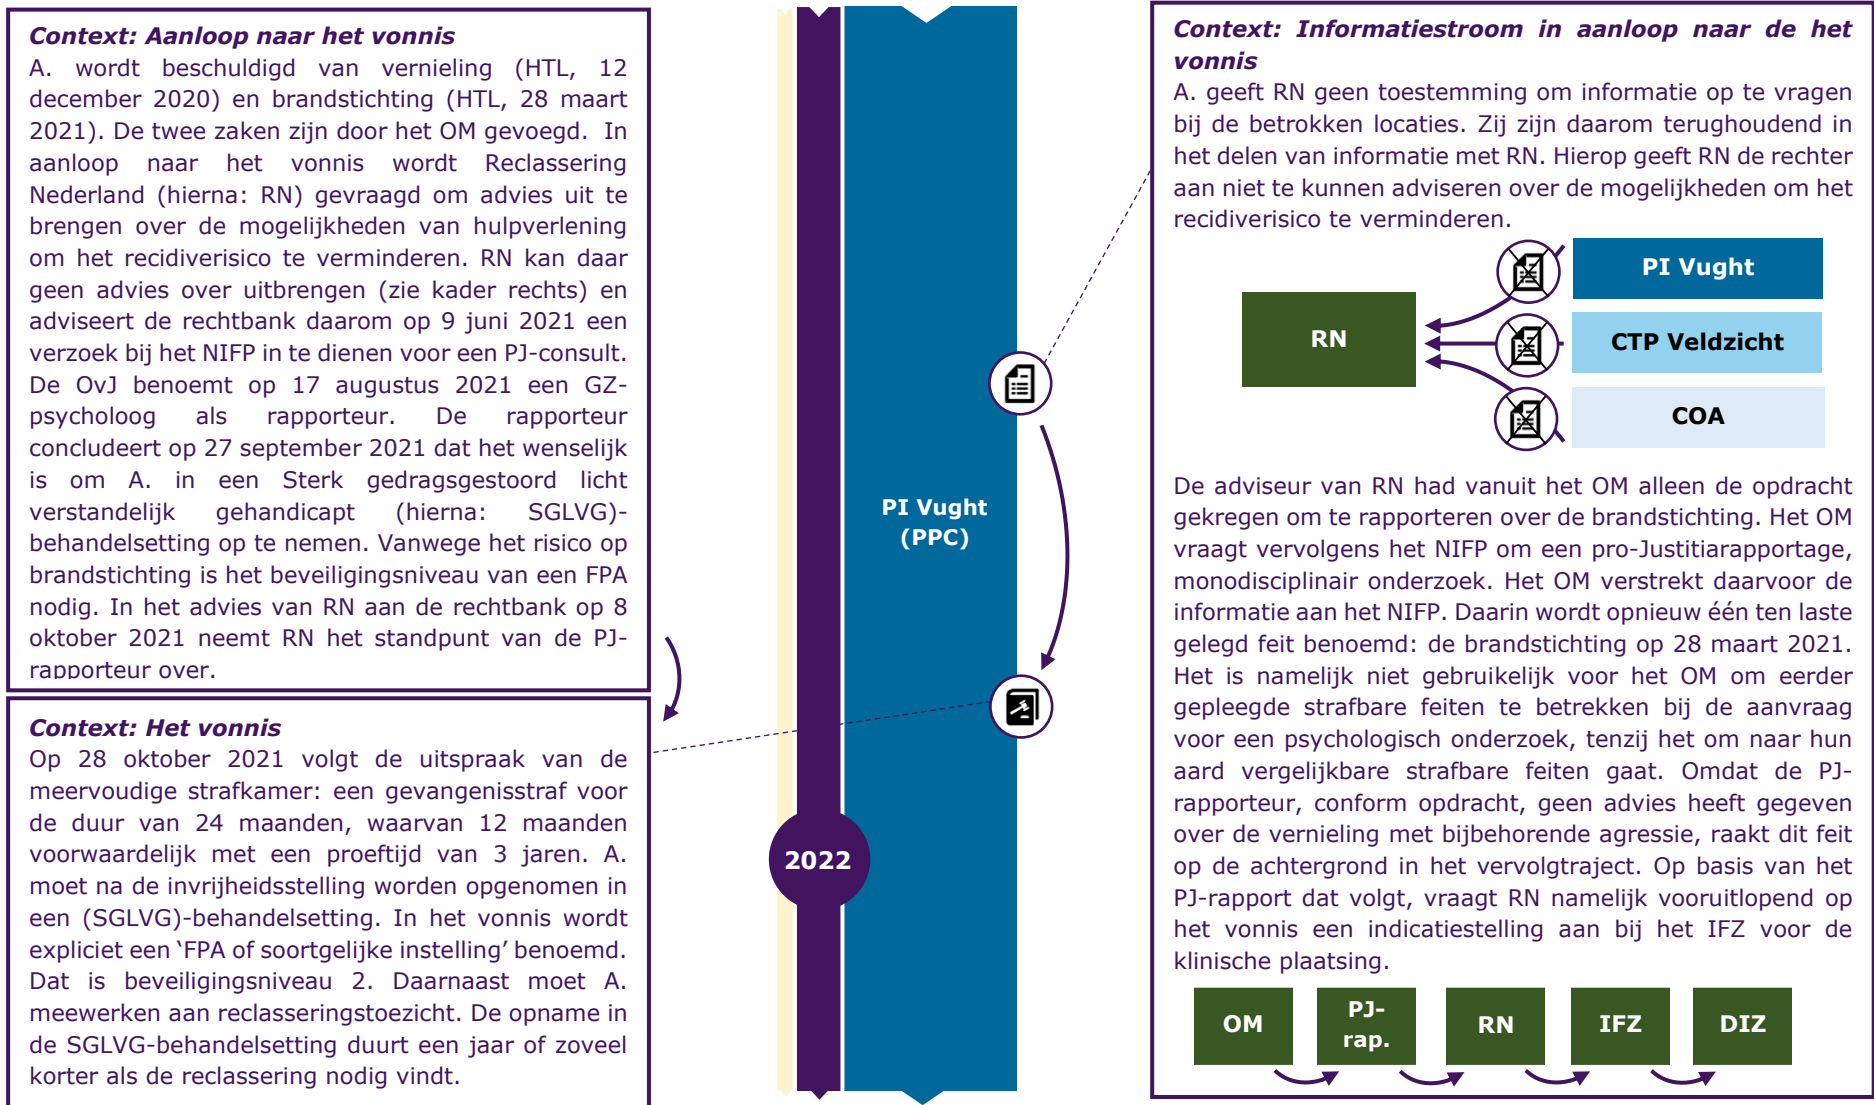 Context: Aanloop naar het vonnis
A. wordt beschuldigd van vernieling (HTL, 12
december 2020) en brandstichting (HTL, 28 maart
2021). De twee zaken zijn door het OM gevoegd. In
aanloop naar het vonnis wordt Reclassering
Nederland (hierna: RN) gevraagd om advies uit te
brengen over de mogelijkheden van hulpverlening
om het recidiverisico te verminderen. RN kan daar
geen advies over uitbrengen (zie kader rechts) en
adviseert de rechtbank daarom op 9 juni 2021 een
verzoek bij het NIFP in te dienen voor een PJ-consult.
De OvJ benoemt op 17 augustus 2021 een GZ-
psycholoog als rapporteur. De rapporteur
concludeert op 27 september 2021 dat het wenselijk
is om A. in een Sterk gedragsgestoord licht
verstandelijk gehandicapt (hierna: SGLVG)-
behandelsetting op te nemen. Vanwege het risico op
brandstichting is het beveiligingsniveau van een FPA
nodig. In het advies van RN aan de rechtbank op 8
oktober 2021 neemt RN het standpunt van de PJ-
rapporteur over.
Context: Het vonnis
Op 28 oktober 2021 volgt de uitspraak van de
meervoudige strafkamer: een gevangenisstraf voor
de duur van 24 maanden, waarvan 12 maanden
voorwaardelijk met een proeftijd van 3 jaren. A.
moet na de invrijheidsstelling worden opgenomen in
een (SGLVG)-behandelsetting. In het vonnis wordt
expliciet een ‘FPA of soortgelijke instelling’ benoemd.
Dat is beveiligingsniveau 2. Daarnaast moet A.
meewerken aan reclasseringstoezicht. De opname in
de SGLVG-behandelsetting duurt een jaar of zoveel
korter als de reclassering nodig vindt.
PI Vught
(PPC)
2022
Context: Informatiestroom in aanloop naar de het
vonnis
A. geeft RN geen toestemming om informatie op te vragen
bij de betrokken locaties. Zij zijn daarom terughoudend in
het delen van informatie met RN. Hierop geeft RN de rechter
aan niet te kunnen adviseren over de mogelijkheden om het
recidiverisico te verminderen.
RN
PI Vught
CTP Veldzicht
COA
De adviseur van RN had vanuit het OM alleen de opdracht
gekregen om te rapporteren over de brandstichting. Het OM
vraagt vervolgens het NIFP om een pro-Justitiarapportage,
monodisciplinair onderzoek. Het OM verstrekt daarvoor de
informatie aan het NIFP. Daarin wordt opnieuw één ten laste
gelegd feit benoemd: de brandstichting op 28 maart 2021.
Het is namelijk niet gebruikelijk voor het OM om eerder
gepleegde strafbare feiten te betrekken bij de aanvraag
voor een psychologisch onderzoek, tenzij het om naar hun
aard vergelijkbare strafbare feiten gaat. Omdat de PJ-
rapporteur, conform opdracht, geen advies heeft gegeven
over de vernieling met bijbehorende agressie, raakt dit feit
op de achtergrond in het vervolgtraject. Op basis van het
PJ-rapport dat volgt, vraagt RN namelijk vooruitlopend op
het vonnis een indicatiestelling aan bij het IFZ voor de
klinische plaatsing.
OM
PJ-
rap.
RN
IFZ
DIZ